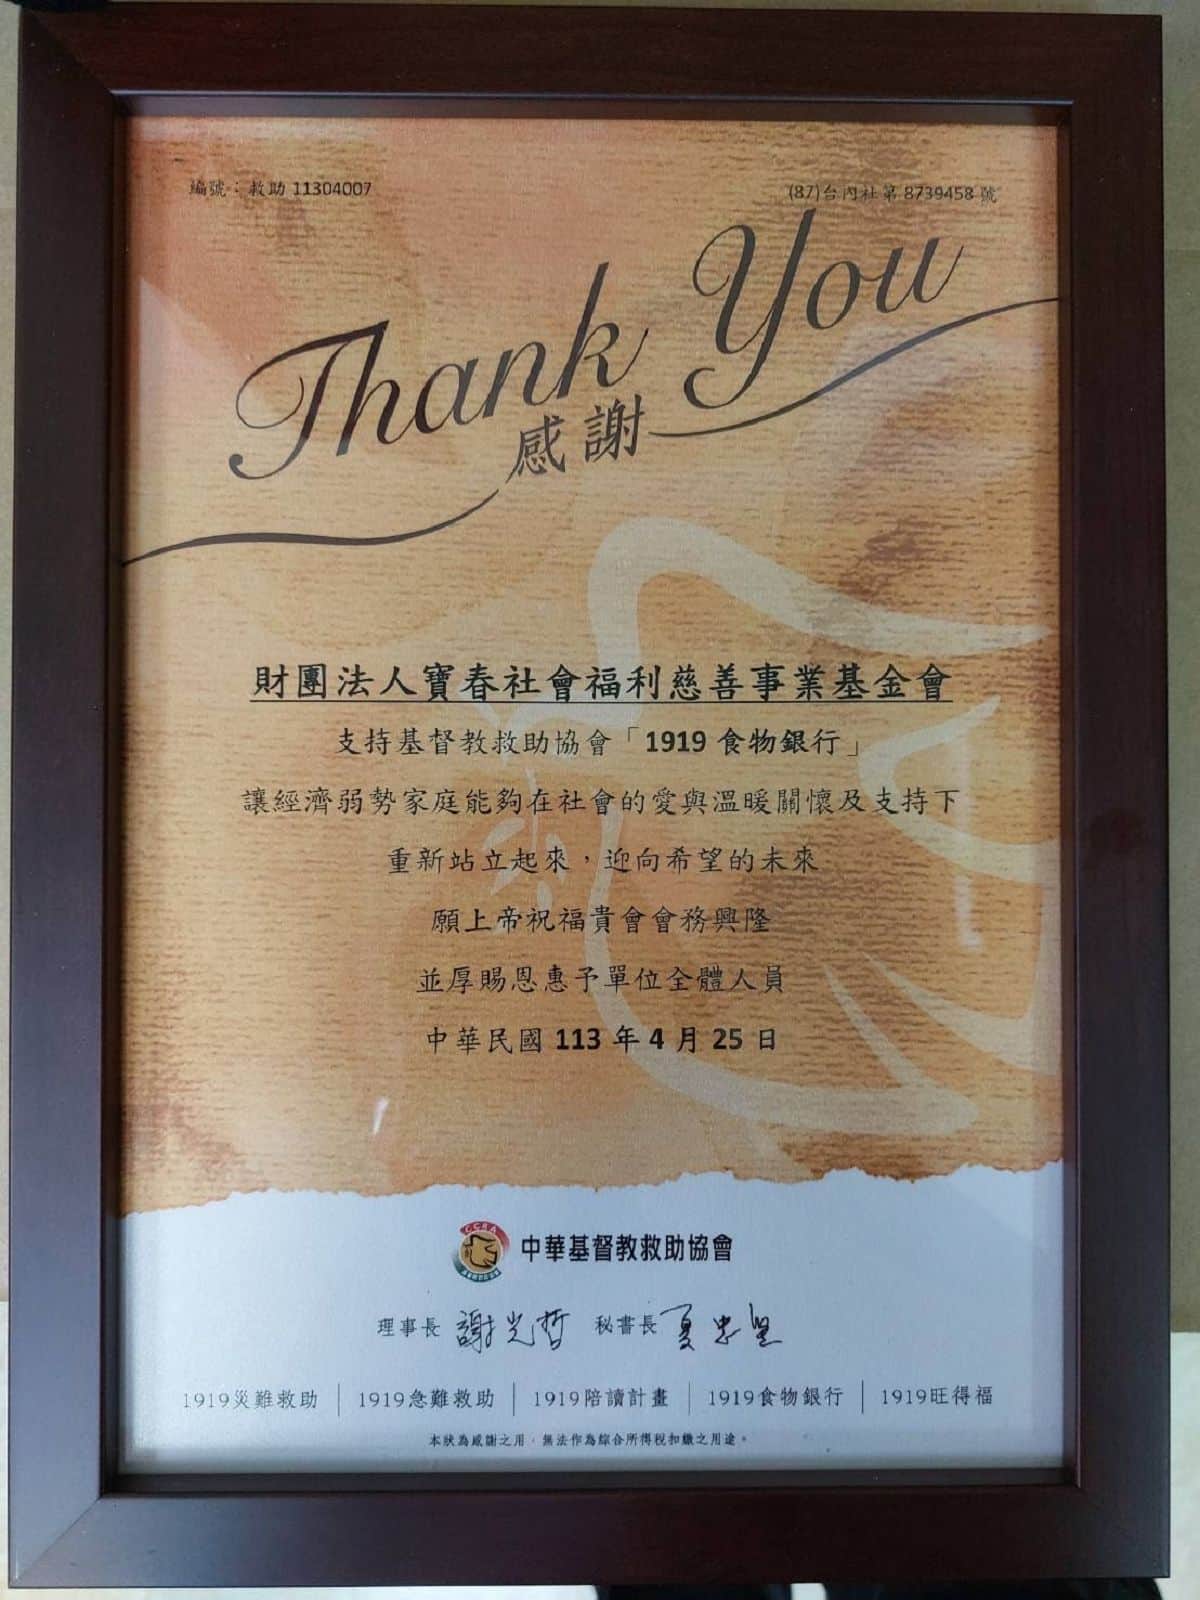 編號：救助 11304007
(87)台內社第 8739458 號
Thank You
感謝
財團法人寶春社會福利慈善事業基金會
支持基督教救助協會「1919 食物銀行」
讓經濟弱勢家庭能夠在社會的愛與溫暖關懷及支持下
重新站立起來，迎向希望的未來
願上帝祝福貴會會務興隆
並厚賜恩惠予單位全體人員
中華民國 113 年 4 月 25 日
CCRA
中華基督教救助協會
理事長 謝光哲 秘書長 夏忠堅
1919災難救助 | 1919急難救助 | 1919陪讀計畫 | 1919食物銀行 | 1919旺得福
本狀為感謝之用，無法作為綜合所得稅扣繳之用途。